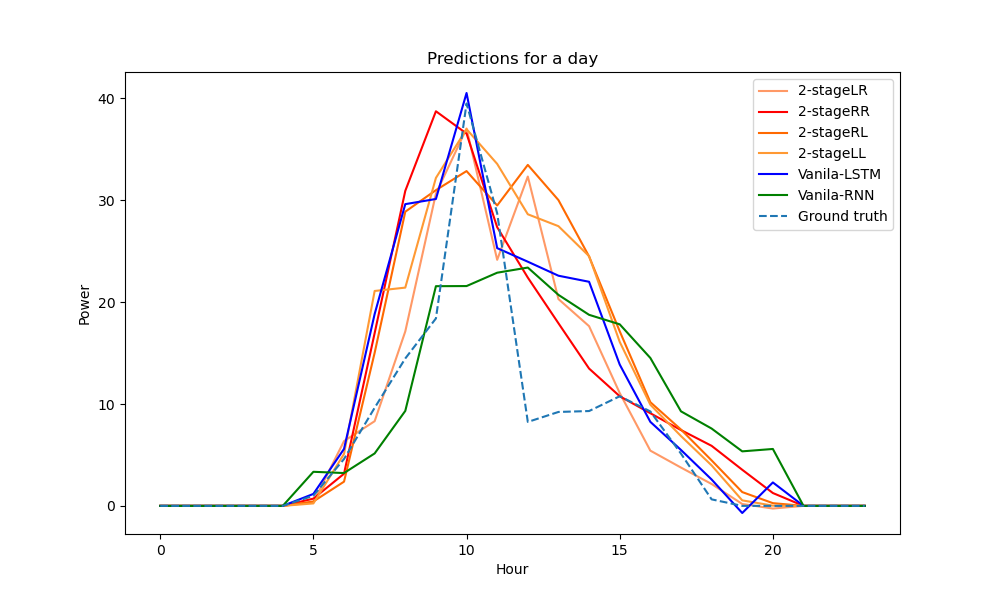 Predictions for a day
2-stageLR
2-stageRR
2-stageRL
2-stageLL
Vanila-LSTM
Vanila-RNN
Ground truth
40
30
20
10
0
Power
0 5 10 15 20
Hour